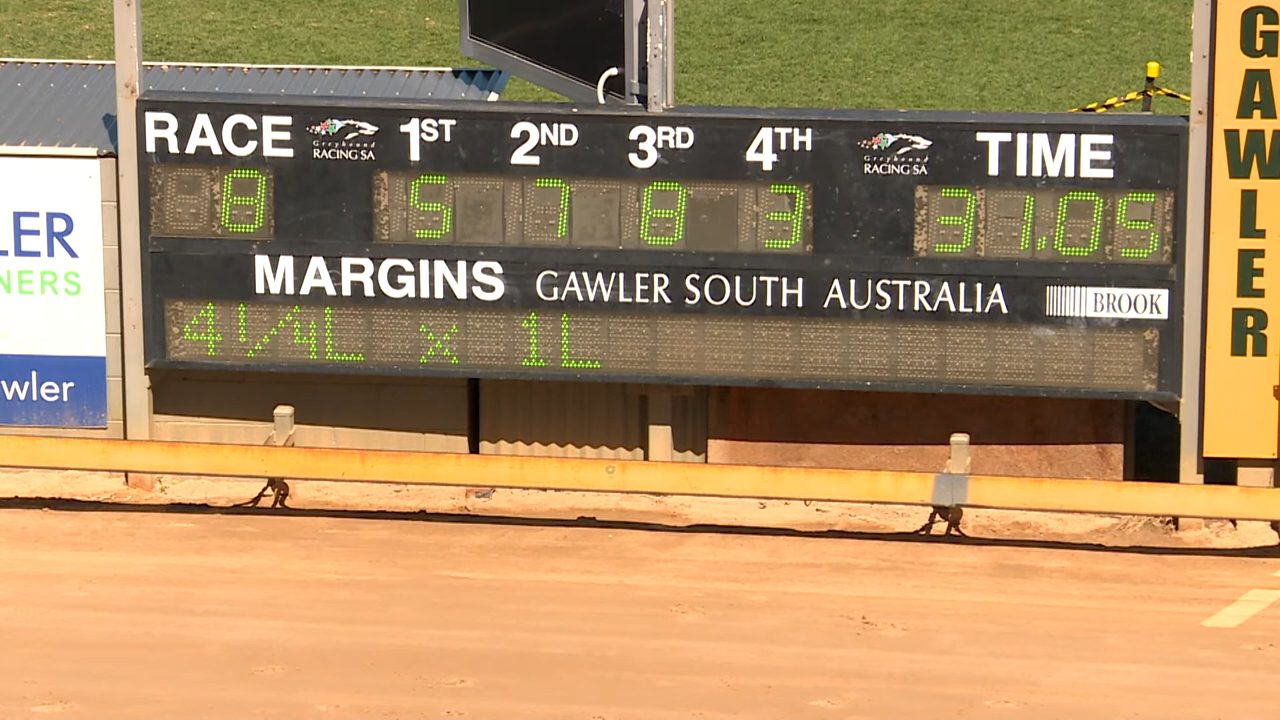 RACE Greyhound RACING SA 1ST 2ND 3RD 4TH Greyhound RACING SA TIME
8 5 7 8 3 31.05
MARGINS GAWLER SOUTH AUSTRALIA BROOK
4 1/4L x 1L
LER
NERS
wler
GAWLER